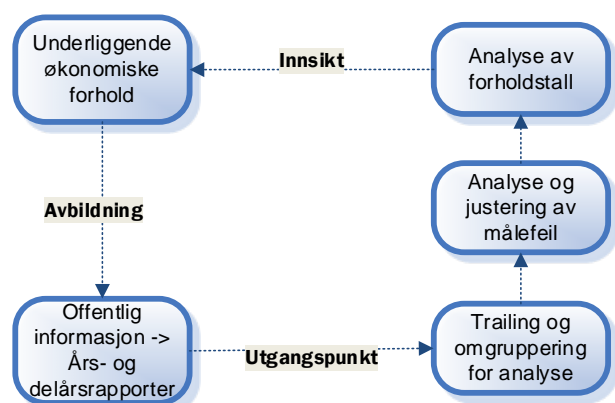 Underliggende
økonomiske
forhold
Innsikt
Analyse av
forholdstall
Avbildning
Analyse og
justering av
målefeil
Offentlig
informasjon ->
Års- og
delårsrapporter
Utgangspunkt
Trailing og
omgruppering
for analyse